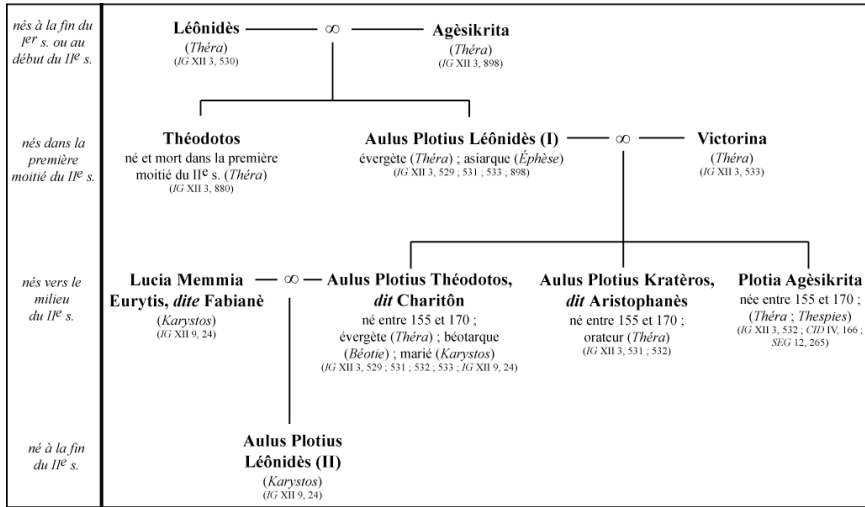 nés à la fin du
Ier s. ou au
début du IIe s.
Léônidès
∞
Agèsikrita
(Théra)
(IG XII 3, 530)
(Théra)
(IG XII 3, 898)
nés dans la
première
moitié du IIe s.
Théodotos
né et mort dans la première
moitié du IIe s. (Théra)
(IG XII 3, 880)
Aulus Plotius Léônidès (I)
évergète (Théra) ; asiarque (Éphèse)
(IG XII 3, 529 ; 531 ; 533 ; 898)
∞
Victorina
(Théra)
(IG XII 3, 533)
nés vers le
milieu
du IIe s.
Lucia Memmia
Eurytis, dite Fabianè
(Karystos)
(IG XII 9, 24)
∞
Aulus Plotius Théodotos,
dit Charitôn
né entre 155 et 170 ;
évergète (Théra) ; béotarque
(Béotie) ; marié (Karystos)
(IG XII 3, 529 ; 531 ; 532 ; 533 ; IG XII 9, 24)
Aulus Plotius Kratèros,
dit Aristophanès
né entre 155 et 170 ;
orateur (Théra)
(IG XII 3, 531 ; 532)
Plotia Agèsikrita
née entre 155 et 170 ;
(Théra ; Thespies)
(IG XII 3, 532 ; CID IV, 166 ;
SEG 12, 265)
né à la fin
du IIe s.
Aulus Plotius
Léônidès (II)
(Karystos)
(IG XII 9, 24)